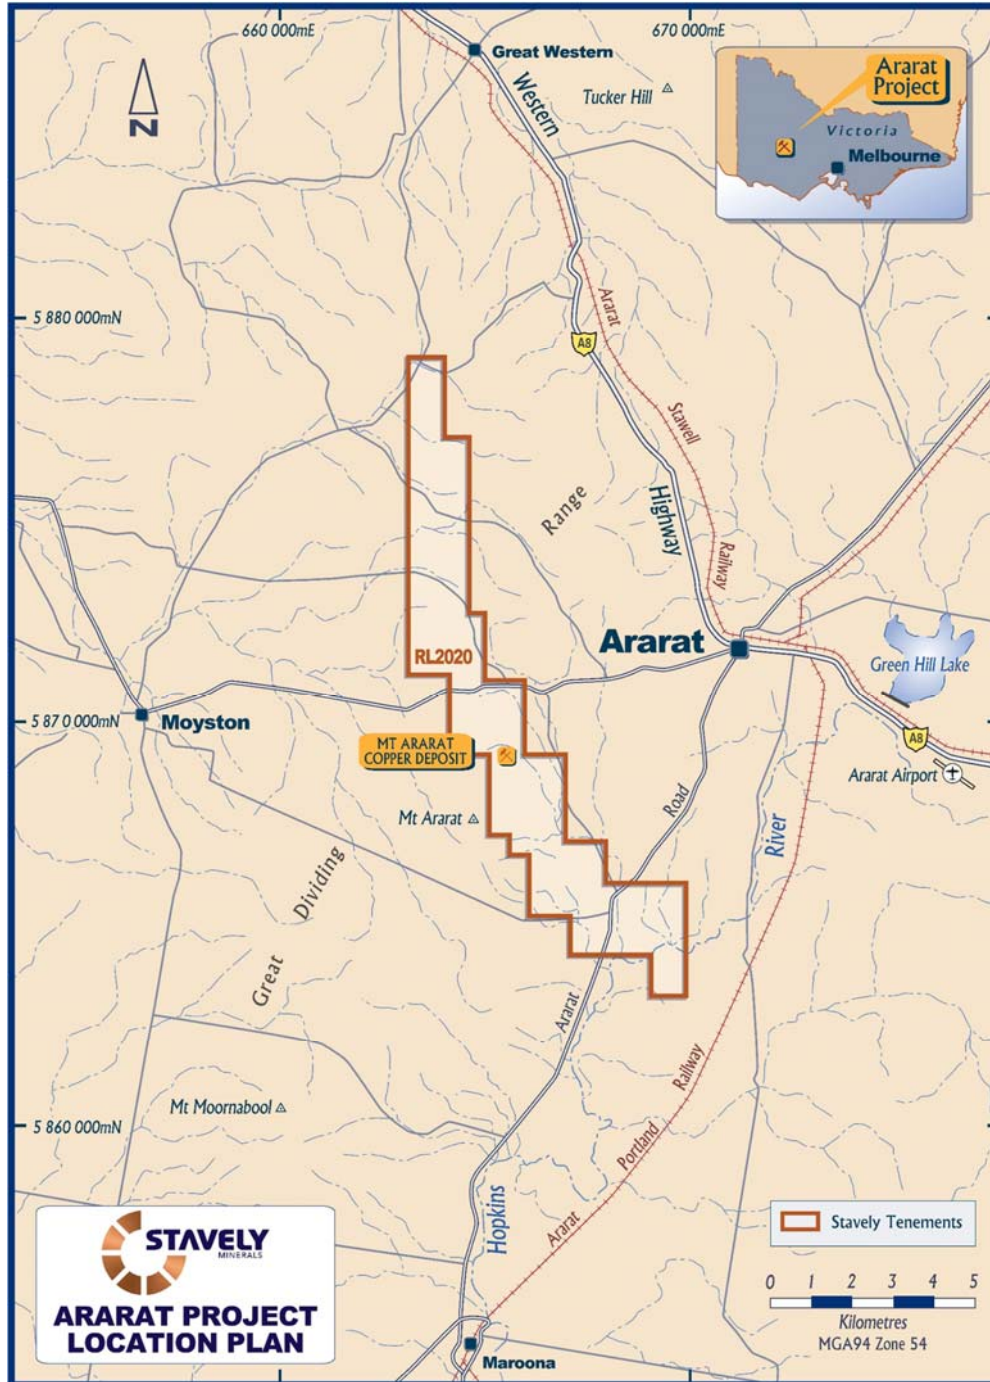 660 000mE
670 000mE
Great Western
Western
Tucker Hill
N
Ararat
Project
Victoria
Melbourne
5 880 000mN
Ararat
A8
Stawell
Highway
Railway
Range
RL2020
Ararat
Green Hill Lake
5 870 000mN
Moyston
MT ARARAT
COPPER DEPOSIT
A8
Ararat Airport
Mt Ararat
Road
River
Dividing
Great
Ararat
Railway
Mt Moornabool
5 860 000mN
Portland
Ararat
Hopkins
STAVELY
MINERALS
ARARAT PROJECT
LOCATION PLAN
Stavely Tenements
0 1 2 3 4 5
Kilometres
MGA94 Zone 54
Maroona